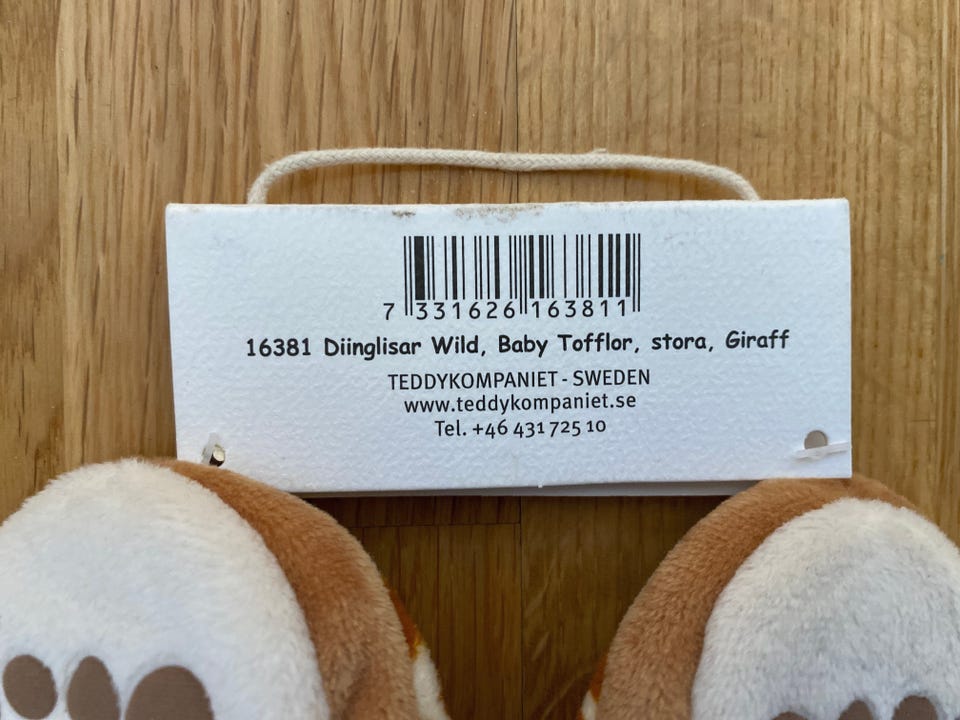 7 331626 163811
16381 Diinglisar Wild, Baby Tofflor, stora, Giraff
TEDDYKOMPANIET - SWEDEN
www.teddykompaniet.se
Tel. +46 431 725 10